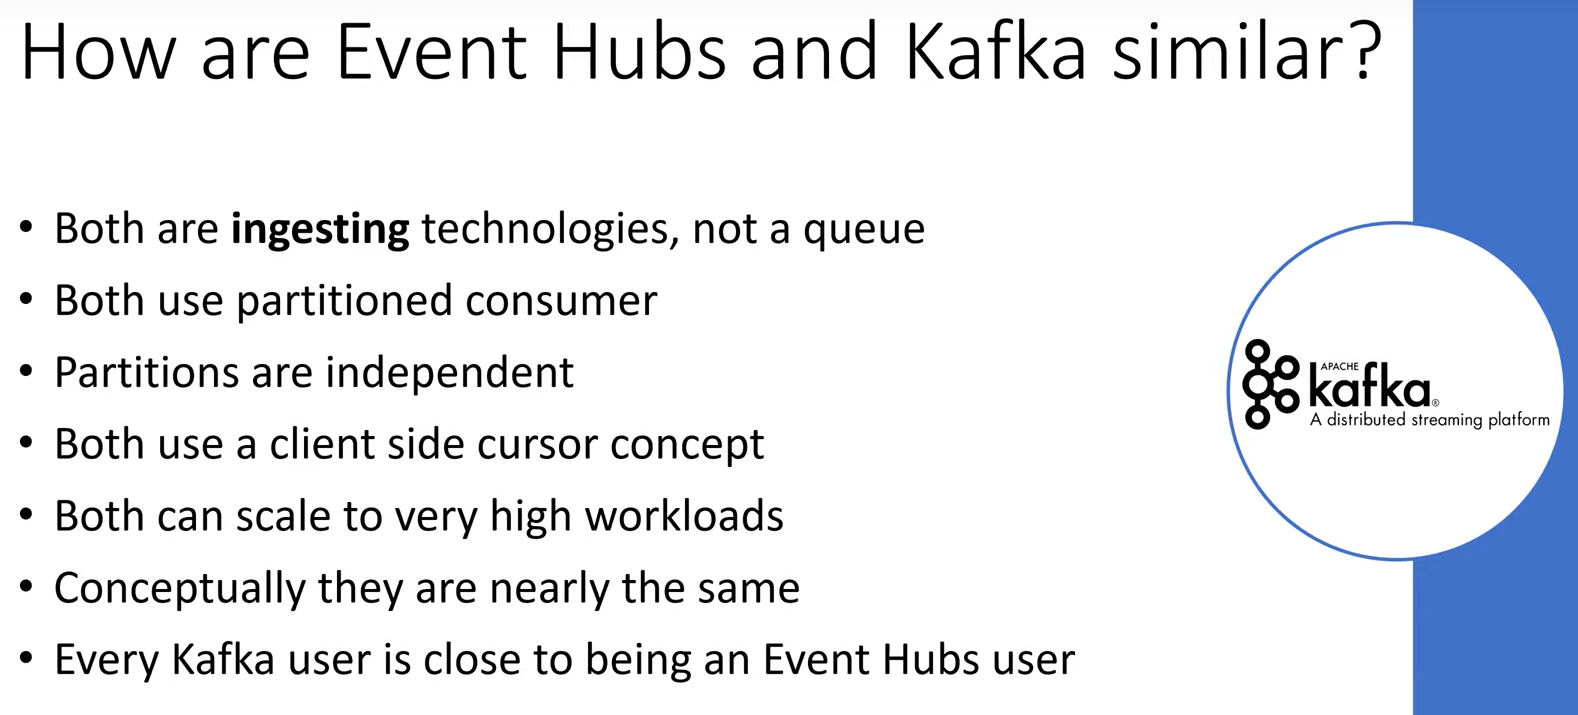 How are Event Hubs and Kafka similar?
• Both are ingesting technologies, not a queue
• Both use partitioned consumer
• Partitions are independent
• Both use a client side cursor concept
• Both can scale to very high workloads
• Conceptually they are nearly the same
• Every Kafka user is close to being an Event Hubs user
APACHE
kafka®
A distributed streaming platform